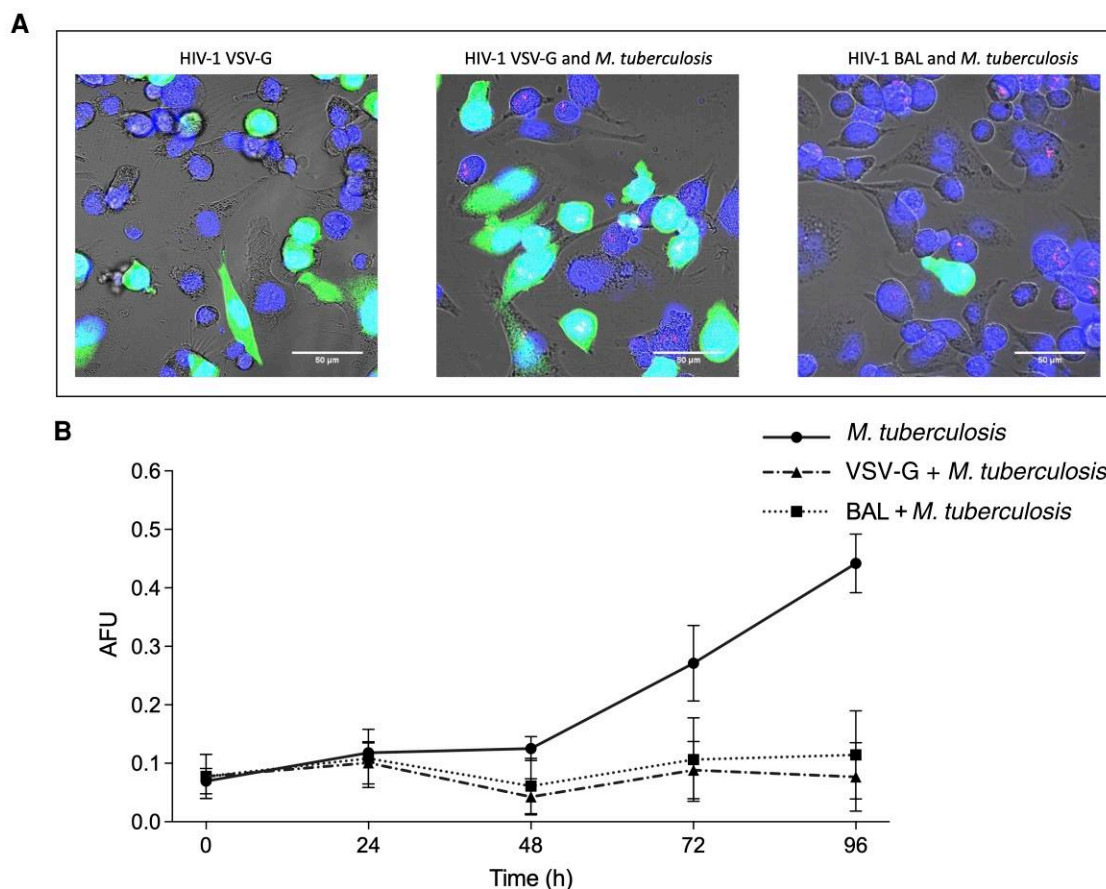 A
HIV-1 VSV-G
HIV-1 VSV-G and M. tuberculosis
HIV-1 BAL and M. tuberculosis
50 µm
50 µm
50 µm
B
M. tuberculosis
VSV-G + M. tuberculosis
BAL + M. tuberculosis
0.6
0.5
0.4
0.3
0.2
0.1
0.0
AFU
0 24 48 72 96
Time (h)